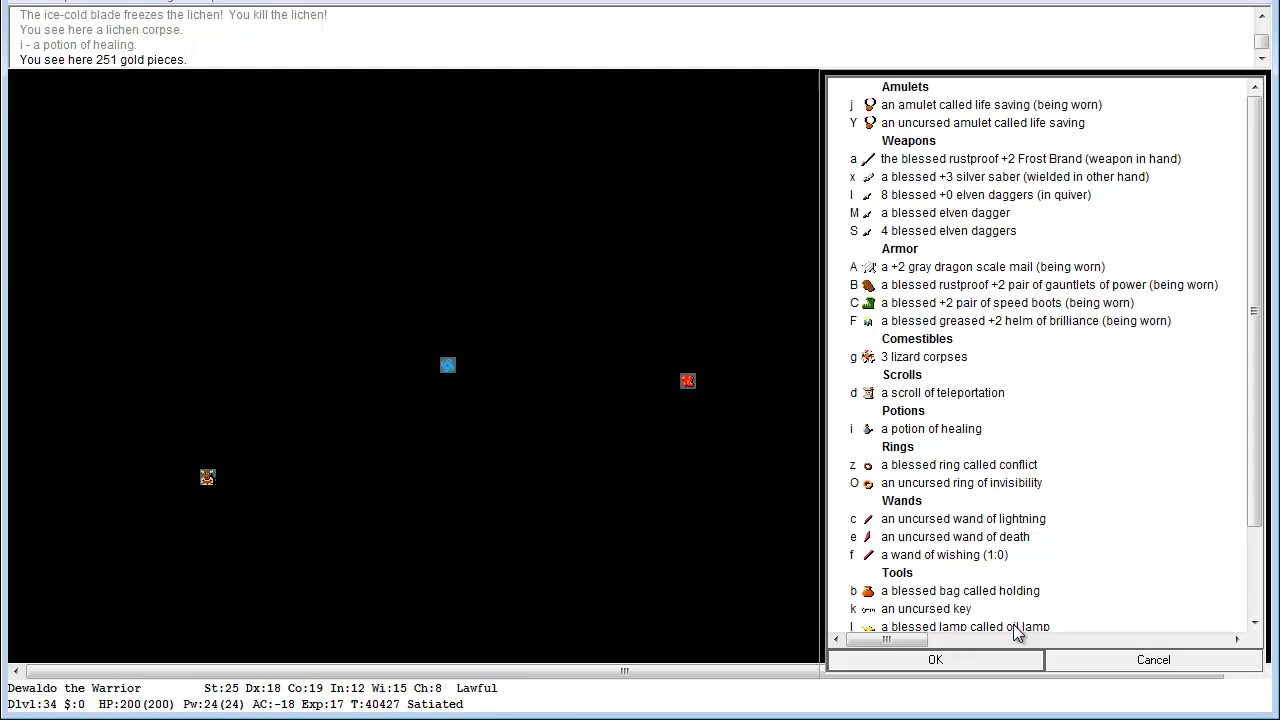 The ice-cold blade freezes the lichen!  You kill the lichen!
You see here a lichen corpse.
i - a potion of healing.
You see here 251 gold pieces.
Amulets
j an amulet called life saving (being worn)
Y an uncursed amulet called life saving
Weapons
a the blessed rustproof +2 Frost Brand (weapon in hand)
x a blessed +3 silver saber (wielded in other hand)
I 8 blessed +0 elven daggers (in quiver)
M a blessed elven dagger
S 4 blessed elven daggers
Armor
A a +2 gray dragon scale mail (being worn)
B a blessed rustproof +2 pair of gauntlets of power (being worn)
C a blessed +2 pair of speed boots (being worn)
F a blessed greased +2 helm of brilliance (being worn)
Comestibles
g 3 lizard corpses
Scrolls
d a scroll of teleportation
Potions
i a potion of healing
Rings
z a blessed ring called conflict
O an uncursed ring of invisibility
Wands
c an uncursed wand of lightning
e an uncursed wand of death
f a wand of wishing (1:0)
Tools
b a blessed bag called holding
k an uncursed key
l a blessed lamp called oil lamp
OK Cancel
Dewaldo the Warrior St:25 Dx:18 Co:19 In:12 Wi:15 Ch:8 Lawful
Dlvl:34 $:0 HP:200(200) Pw:24(24) AC:-18 Exp:17 T:40427 Satiated